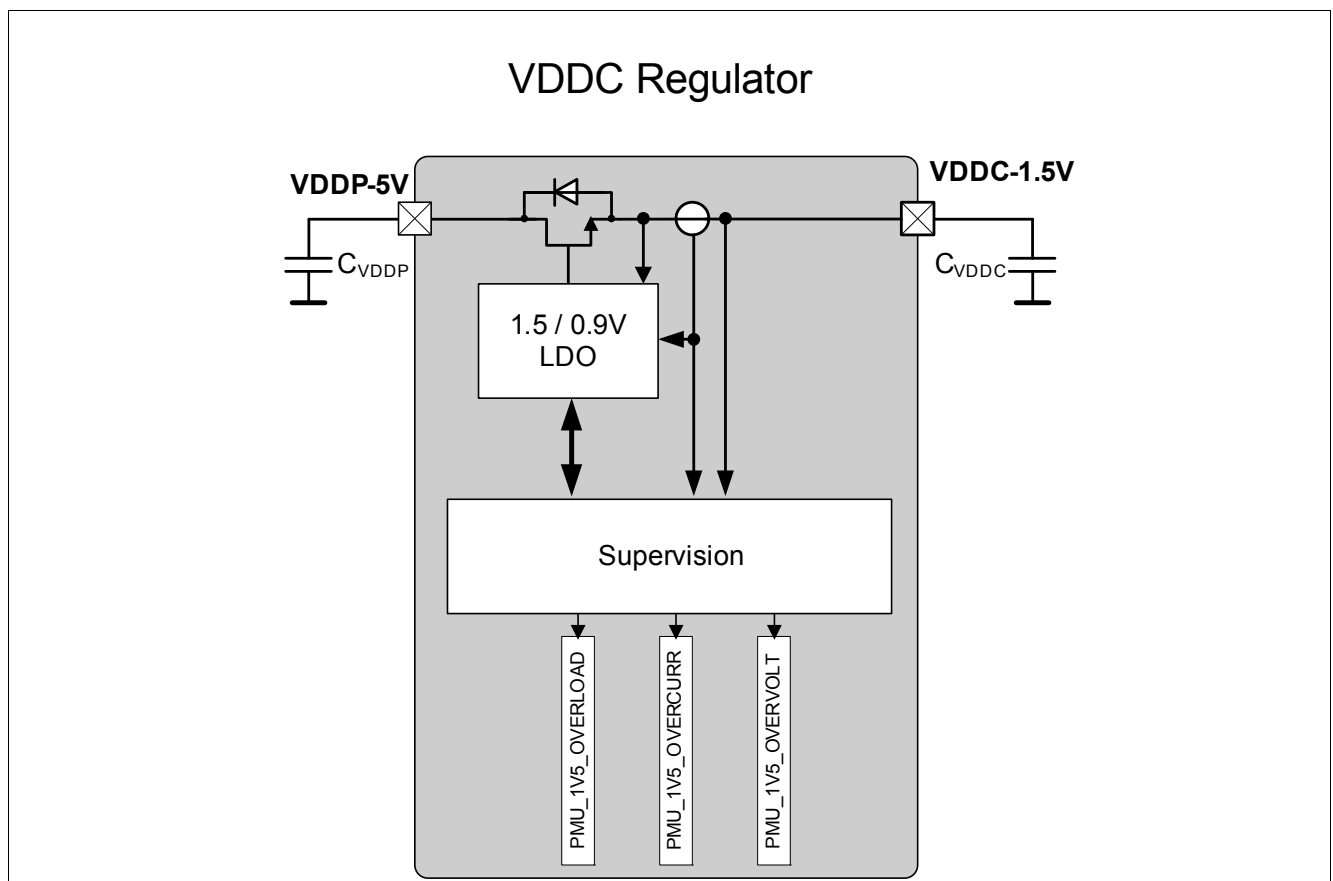 VDDC Regulator
VDDP-5V
VDDC-1.5V
CVDDP
CVDDC
1.5 / 0.9V
LDO
Supervision
PMU_1V5_OVERLOAD
PMU_1V5_OVERCURR
PMU_1V5_OVERVOLT